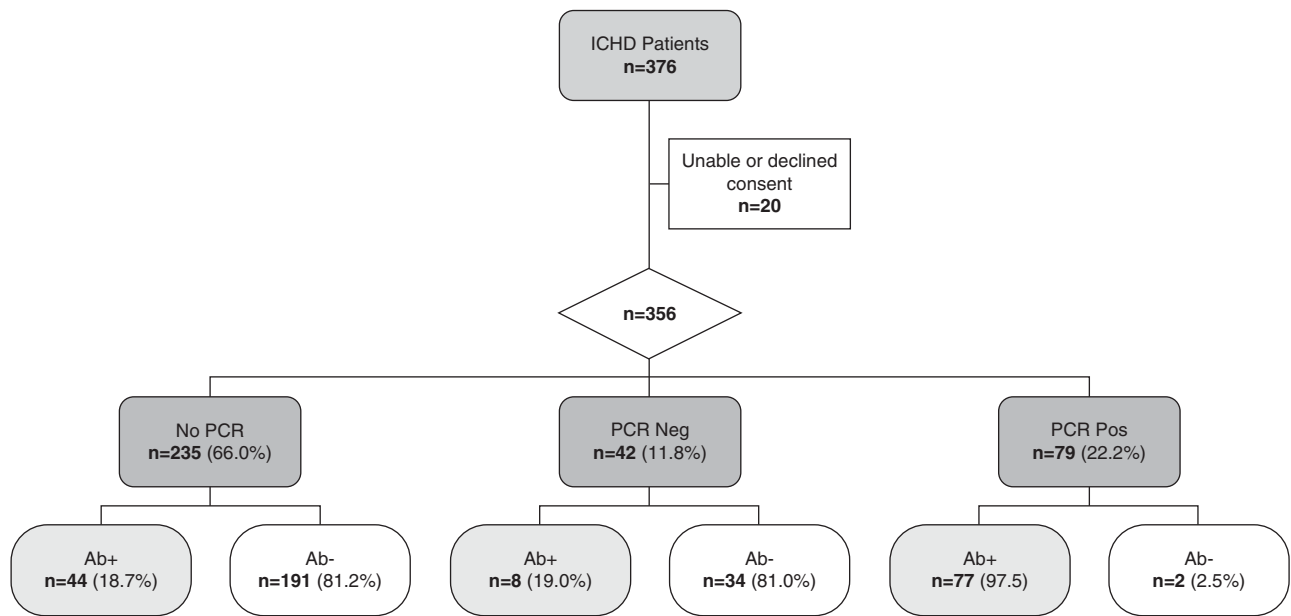 ICHD Patients
n=376
Unable or declined
consent
n=20
n=356
No PCR
n=235 (66.0%)
PCR Neg
n=42 (11.8%)
PCR Pos
n=79 (22.2%)
Ab+
n=44 (18.7%)
Ab-
n=191 (81.2%)
Ab+
n=8 (19.0%)
Ab-
n=34 (81.0%)
Ab+
n=77 (97.5)
Ab-
n=2 (2.5%)